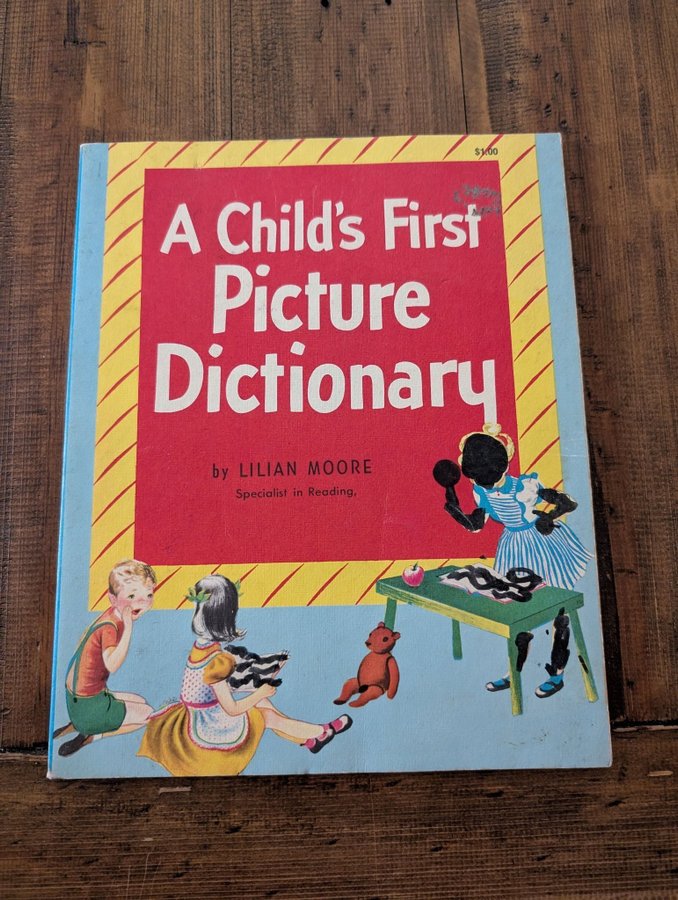 $1.00
A Child's First
Picture
Dictionary
by LILIAN MOORE
Specialist in Reading,